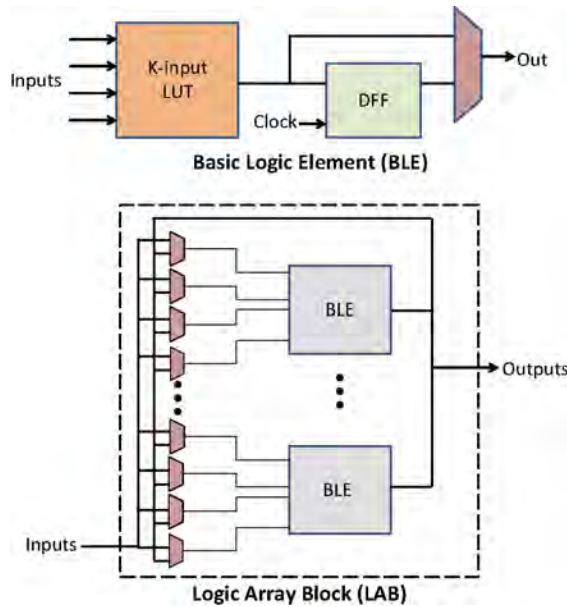 Inputs
K-input
LUT
DFF
Clock
Out
Basic Logic Element (BLE)
BLE
Outputs
BLE
Inputs
Logic Array Block (LAB)